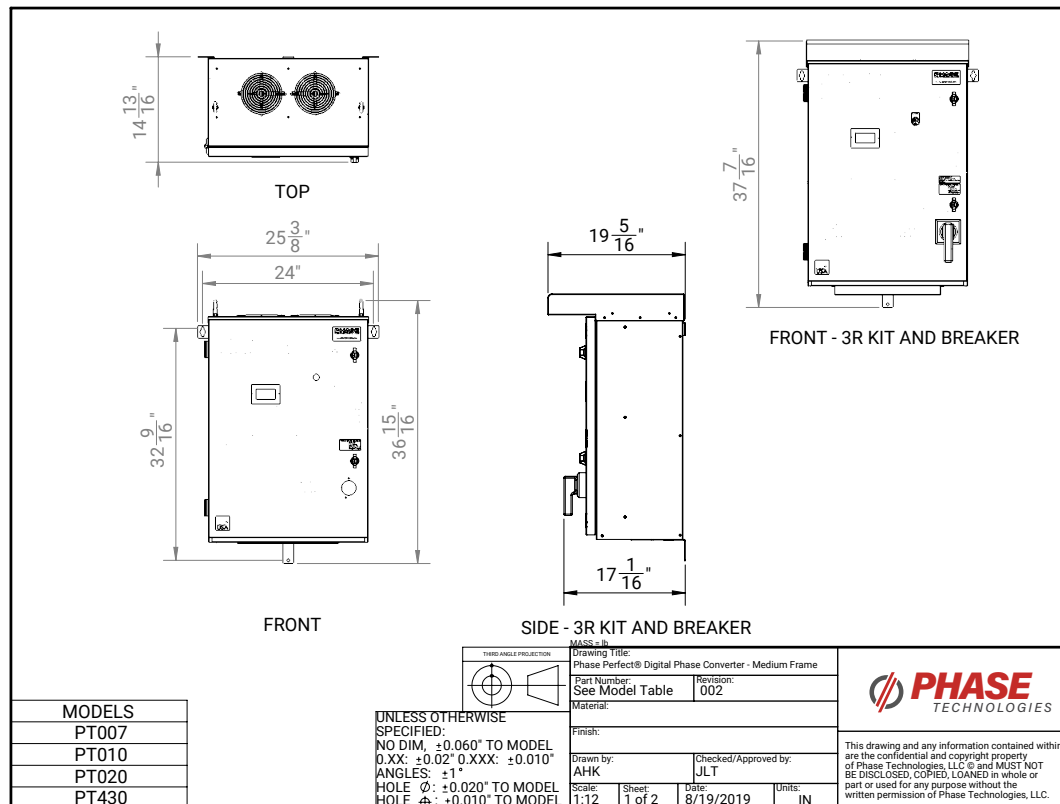 14 13/16"
TOP
25 3/8"
24"
32 9/16"
36 15/16"
FRONT
19 5/16"
17 1/16"
SIDE - 3R KIT AND BREAKER
37 7/16"
FRONT - 3R KIT AND BREAKER
MODELS
PT007
PT010
PT020
PT430
UNLESS OTHERWISE
SPECIFIED:
NO DIM, ±0.060" TO MODEL
0.XX: ±0.02" 0.XXX: ±0.010"
ANGLES: ±1°
HOLE Ø: ±0.020" TO MODEL
HOLE ⌖: ±0.010" TO MODEL
THIRD ANGLE PROJECTION
MASS = lb
Drawing Title:
Phase Perfect® Digital Phase Converter - Medium Frame
Part Number:
See Model Table
Revision:
002
Material:
Finish:
Drawn by:
AHK
Checked/Approved by:
JLT
Scale:
1:12
Sheet:
1 of 2
Date:
8/19/2019
Units:
IN
PHASE
TECHNOLOGIES
This drawing and any information contained within
are the confidential and copyright property
of Phase Technologies, LLC © and MUST NOT
BE DISCLOSED, COPIED, LOANED in whole or
part or used for any purpose without the
written permission of Phase Technologies, LLC.